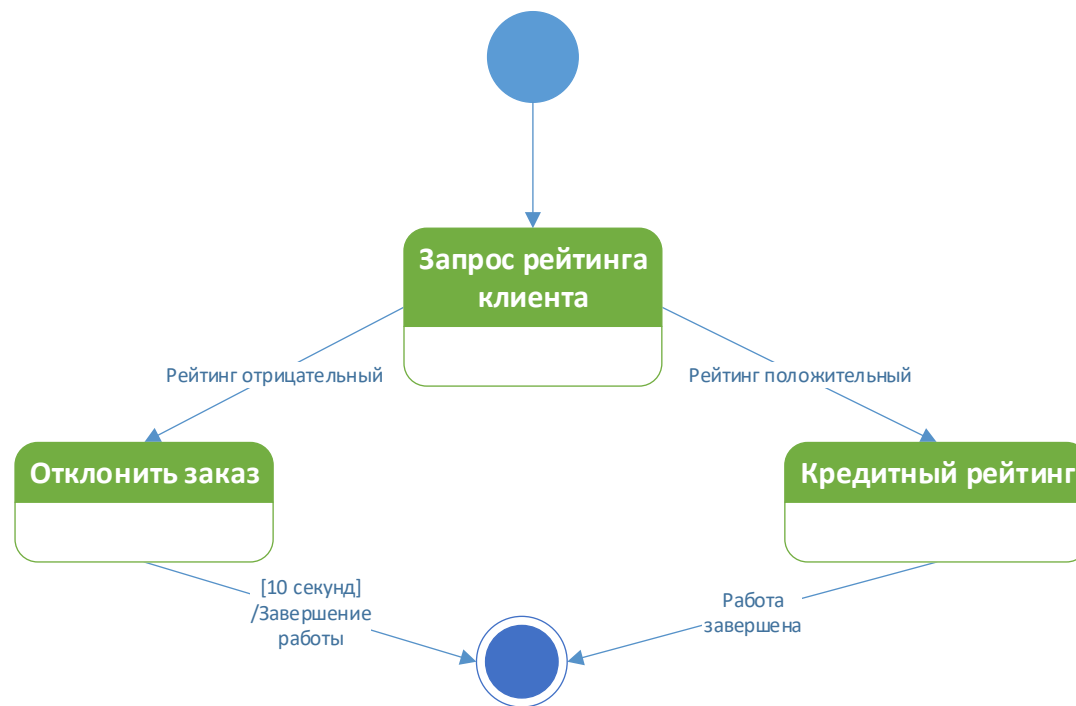 Запрос рейтинга
клиента
Рейтинг отрицательный
Рейтинг положительный
Отклонить заказ
Кредитный рейтинг
[10 секунд]
/Завершение
работы
Работа
завершена